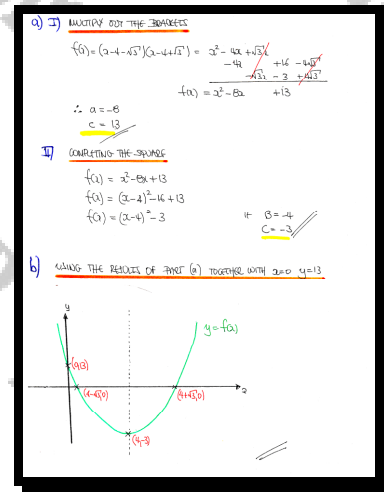 a) I) MULTIPLY OUT THE BRACKETS
f(x) = (x-4-√3)(x-4+√3) = x² - 4x + √3x
-4x +16 - 4√3
-√3x - 3 + 4√3
f(x) = x² - 8x + 13
∴ a = -8
c = 13
II) COMPLETING THE SQUARE
f(x) = x² - 8x + 13
f(x) = (x-4)² - 16 + 13
f(x) = (x-4)² - 3
B = -4
C = -3
b) USING THE RESULTS OF PART (a) TOGETHER WITH x=0 y=13
y
y = f(x)
(0,13)
(4-√3,0)
(4+√3,0)
x
(4,-3)